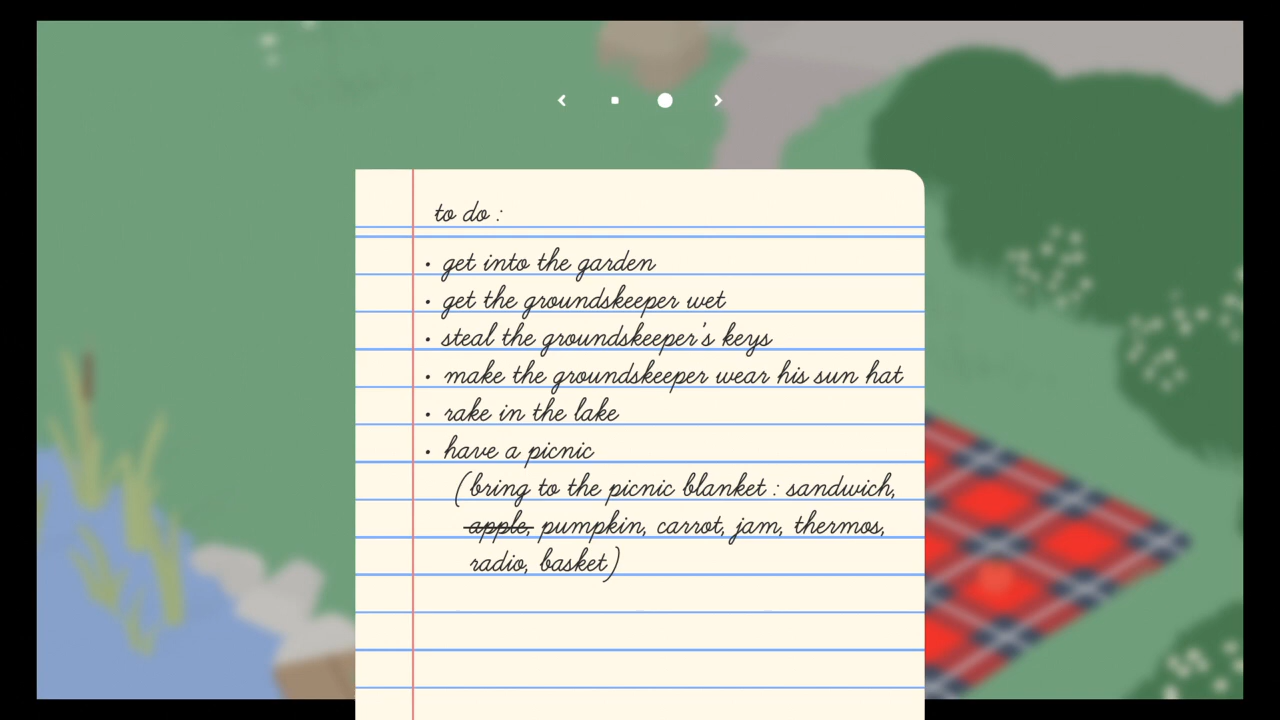 to do :
• get into the garden
• get the groundskeeper wet
• steal the groundskeeper's keys
• make the groundskeeper wear his sun hat
• rake in the lake
• have a picnic
(bring to the picnic blanket : sandwich,
apple, pumpkin, carrot, jam, thermos,
radio, basket)